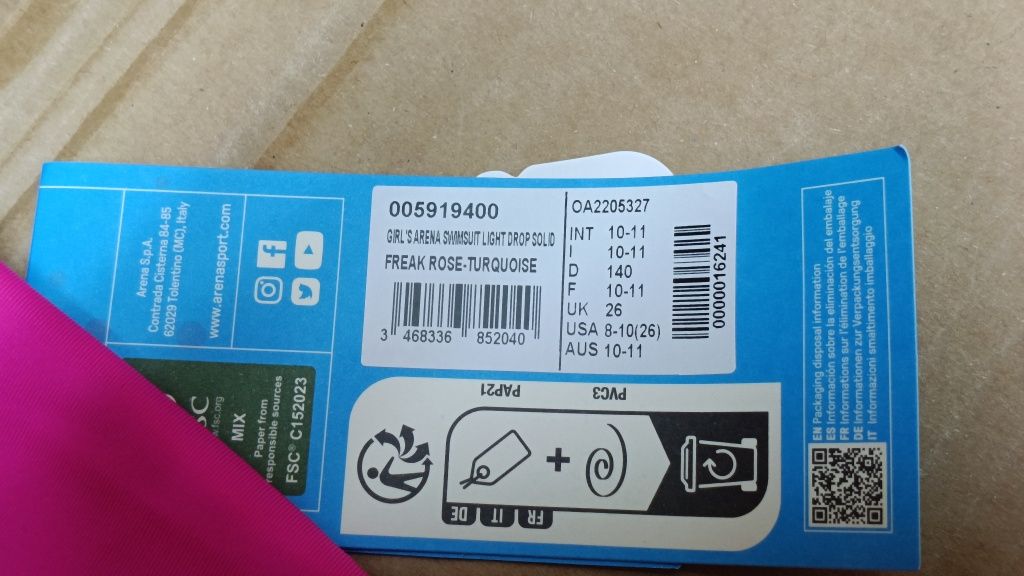 Arena S.p.A.
Contrada Cisterna 84-85
62029 Tolentino (MC), Italy
www.arenasport.com
MIX
Paper from
responsible sources
FSC® C152023
005919400
GIRL'S ARENA SWIMSUIT LIGHT DROP SOLID
FREAK ROSE-TURQUOISE
3 468336 852040
OA2205327
INT 10-11
I 10-11
D 140
F 10-11
UK 26
USA 8-10(26)
AUS 10-11
0000016241
PAP21
PVC3
+
FR
IT
DE
EN Packaging disposal information
ES Información sobre la eliminación del embalaje
FR Informations sur l'élimination de l'emballage
DE Informationen zur Verpackungsentsorgung
IT Informazioni smaltimento imballaggio